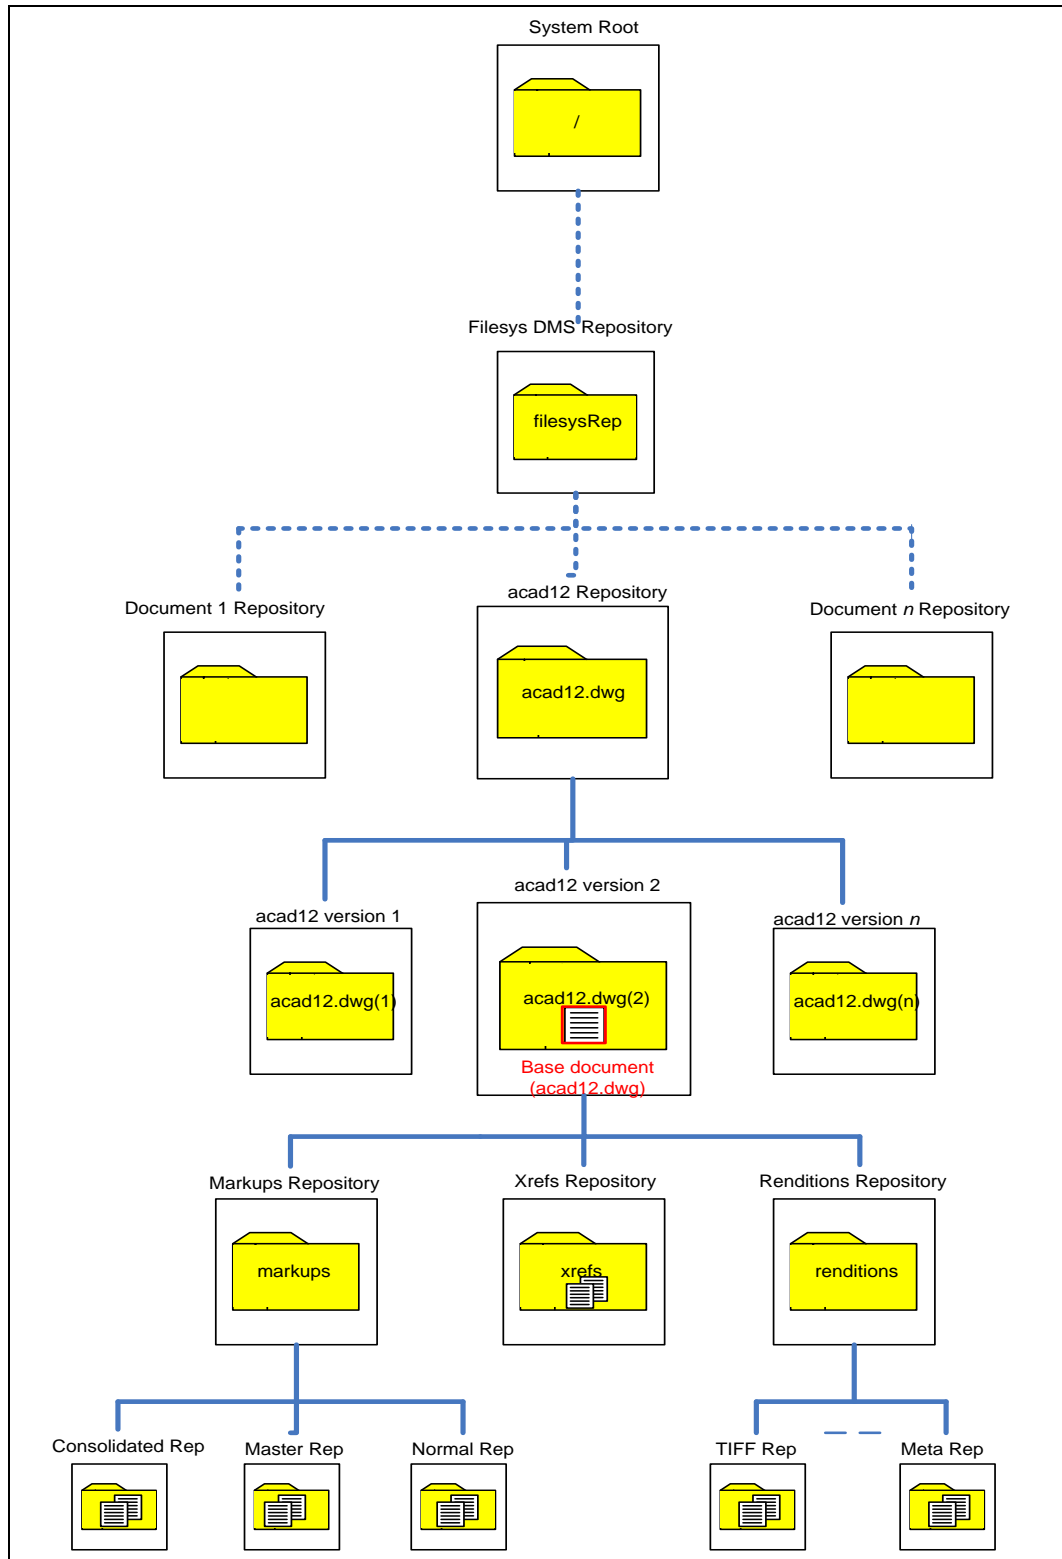 System Root
/
Filesys DMS Repository
filesysRep
acad12 Repository
Document 1 Repository
Document n Repository
acad12.dwg
acad12 version 2
acad12 version 1
acad12 version n
acad12.dwg(1)
acad12.dwg(2)
acad12.dwg(n)
Base document
(acad12.dwg)
Markups Repository
Xrefs Repository
Renditions Repository
markups
xrefs
renditions
Consolidated Rep
Master Rep
Normal Rep
TIFF Rep
Meta Rep